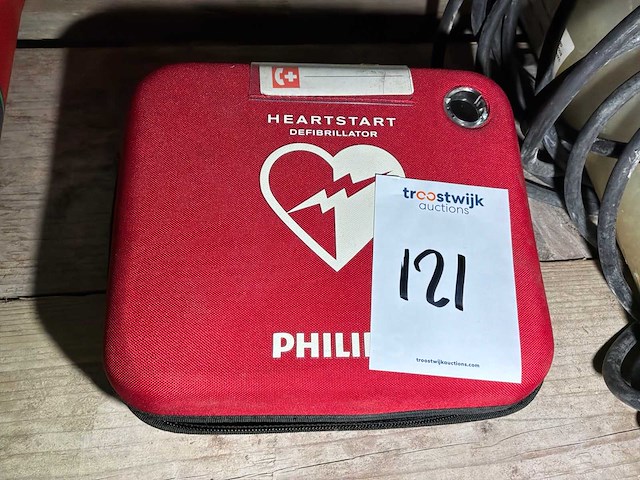 HEARTSTART
DEFIBRILLATOR
troostwijk
auctions
121
PHILI
troostwijkauctions.com